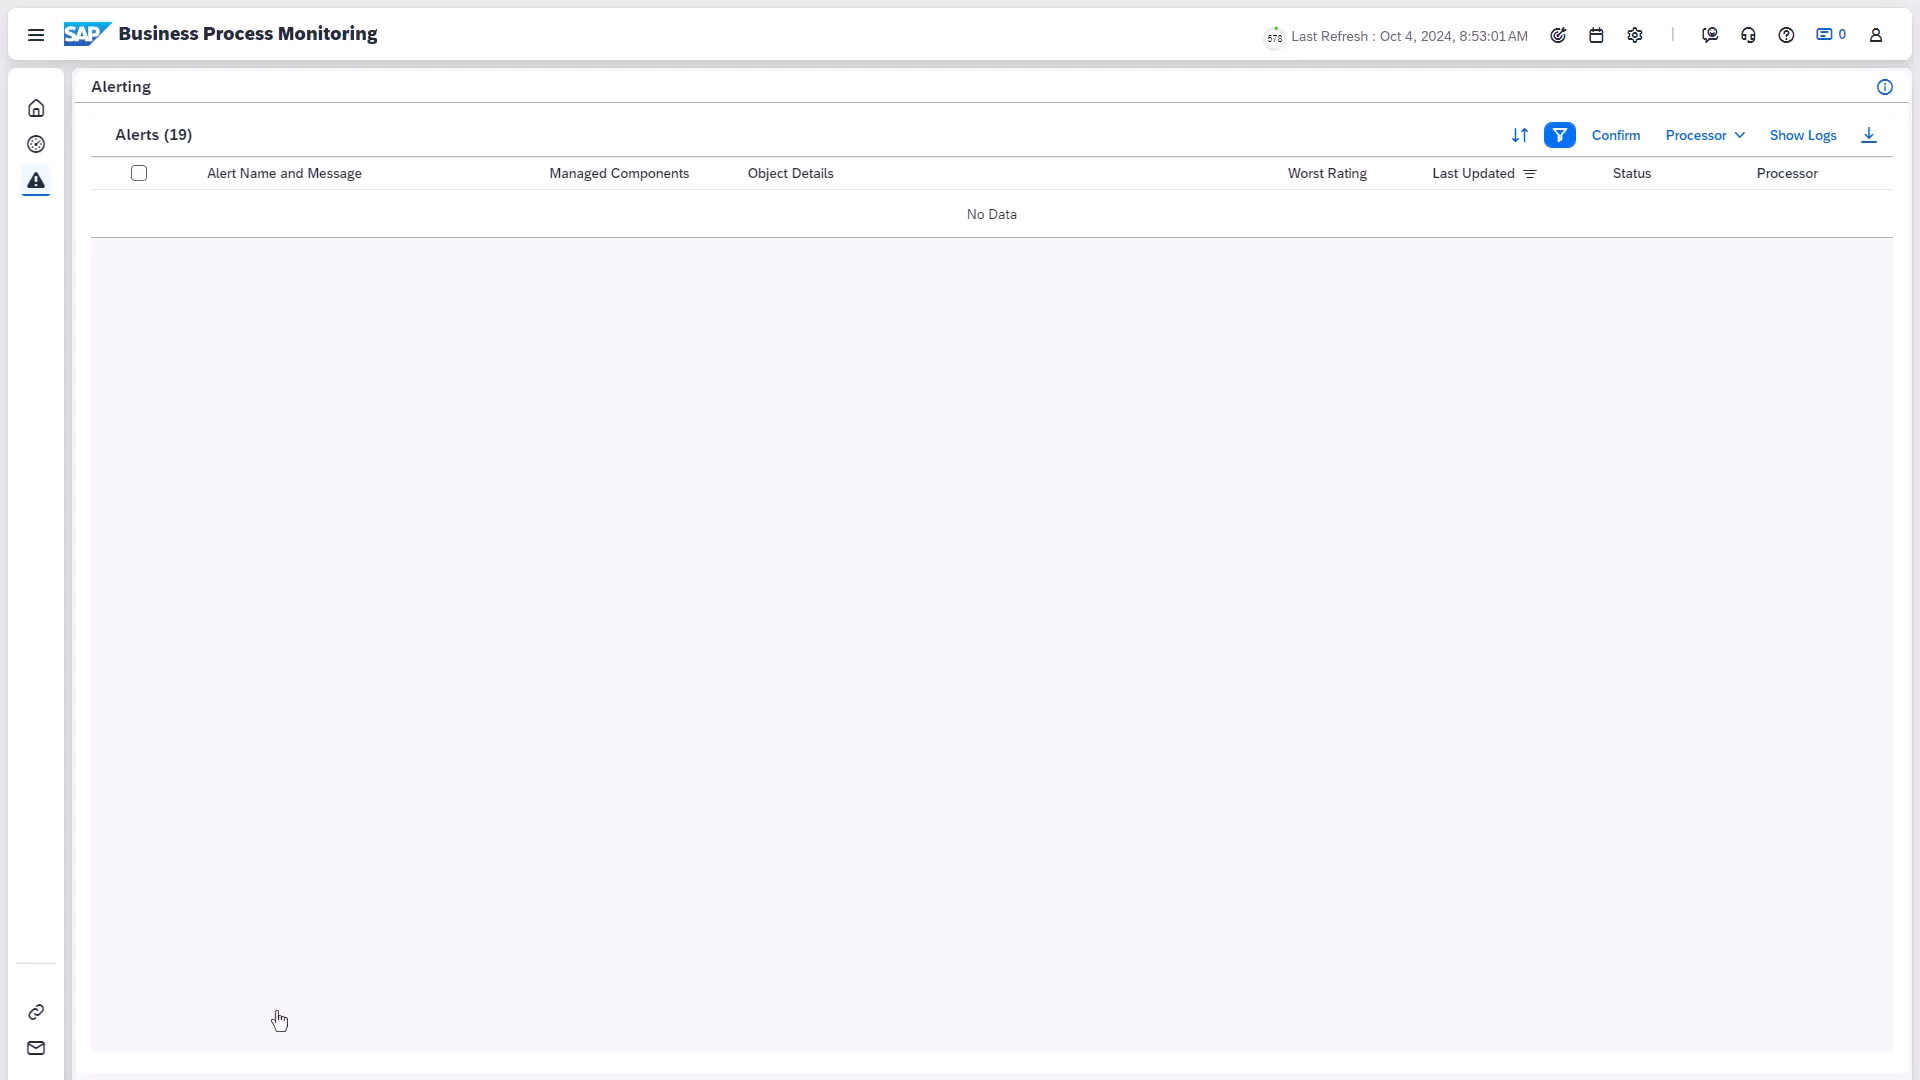 SAP Business Process Monitoring
578 Last Refresh : Oct 4, 2024, 8:53:01 AM
0
Alerting
Alerts (19)
Confirm
Processor
Show Logs
Alert Name and Message
Managed Components
Object Details
Worst Rating
Last Updated
Status
Processor
No Data